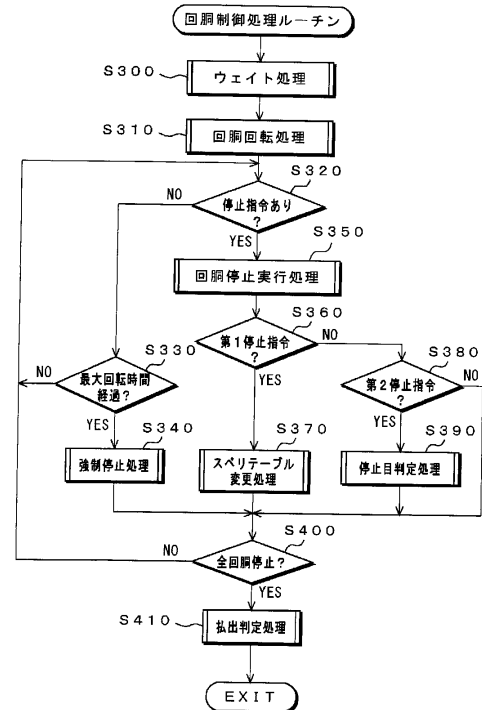 回胴制御処理ルーチン
S300
ウェイト処理
S310
回胴回転処理
S320
停止指令あり
?
NO
YES
S350
回胴停止実行処理
S360
第1停止指令
?
NO
YES
S330
最大回転時間
経過?
NO
YES
S380
第2停止指令
?
NO
YES
S340
強制停止処理
S370
スベリテーブル
変更処理
S390
停止目判定処理
S400
全回胴停止?
NO
YES
S410
払出判定処理
EXIT